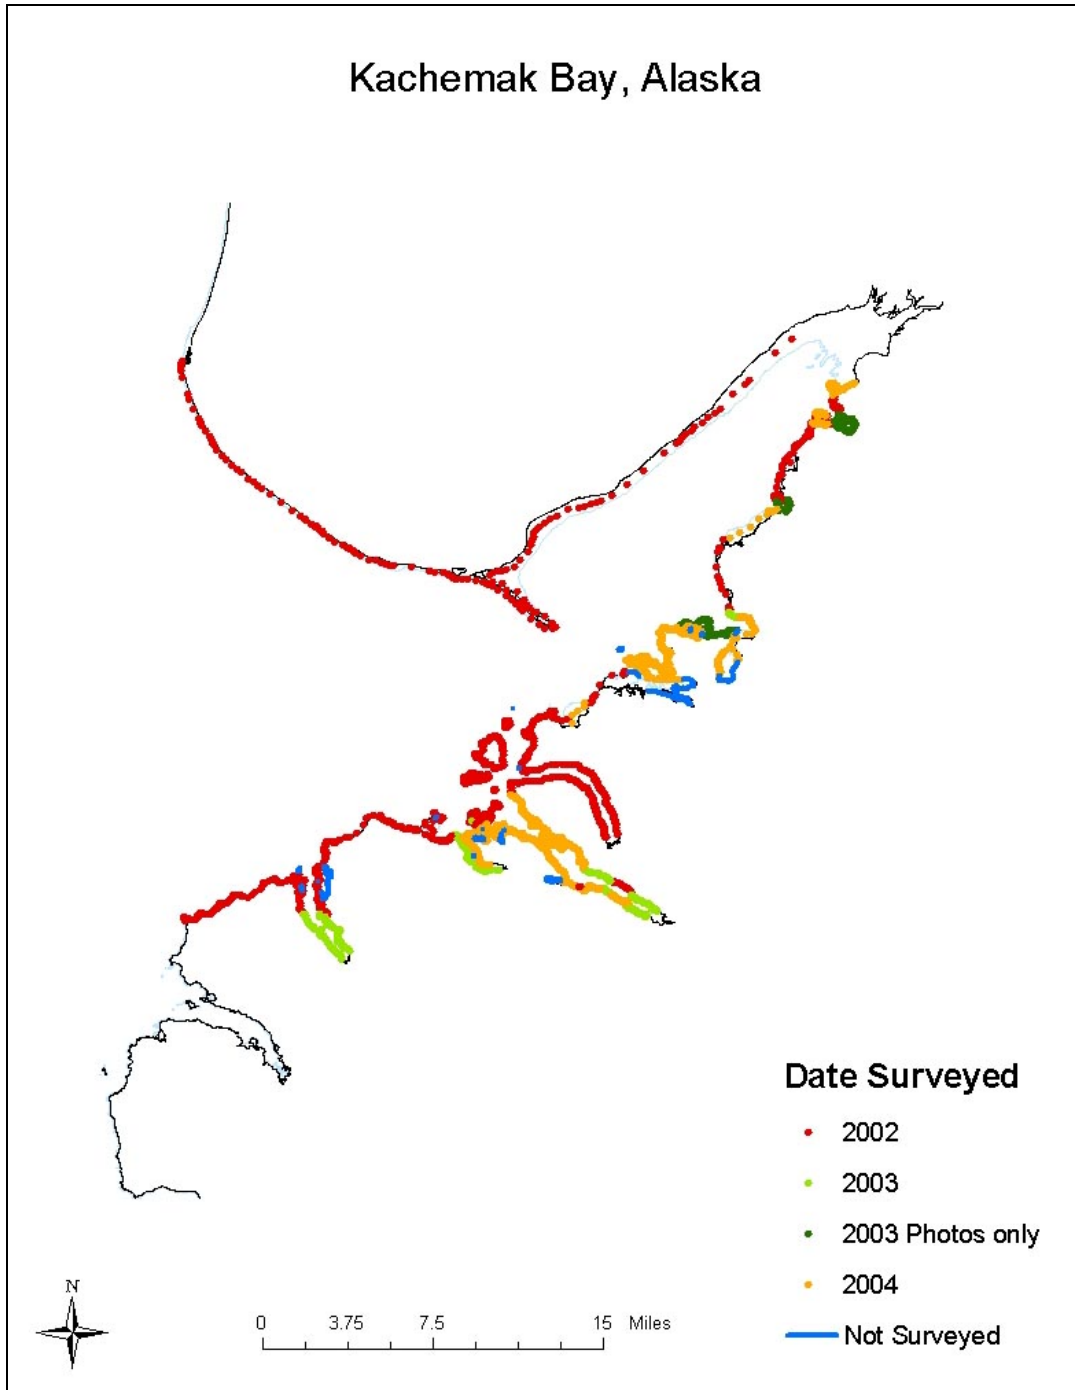 Kachemak Bay, Alaska
Date Surveyed
2002
2003
2003 Photos only
2004
Not Surveyed
N
0 3.75 7.5 15 Miles